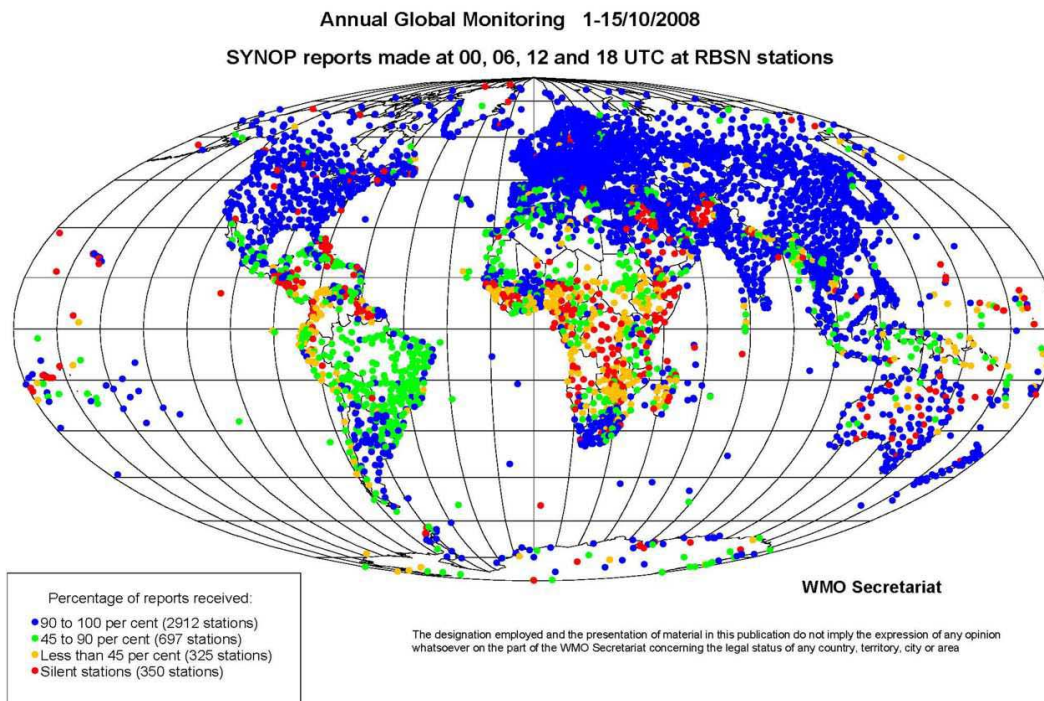 Annual Global Monitoring 1-15/10/2008
SYNOP reports made at 00, 06, 12 and 18 UTC at RBSN stations
WMO Secretariat
Percentage of reports received:
90 to 100 per cent (2912 stations)
45 to 90 per cent (697 stations)
Less than 45 per cent (325 stations)
Silent stations (350 stations)
The designation employed and the presentation of material in this publication do not imply the expression of any opinion
whatsoever on the part of the WMO Secretariat concerning the legal status of any country, territory, city or area